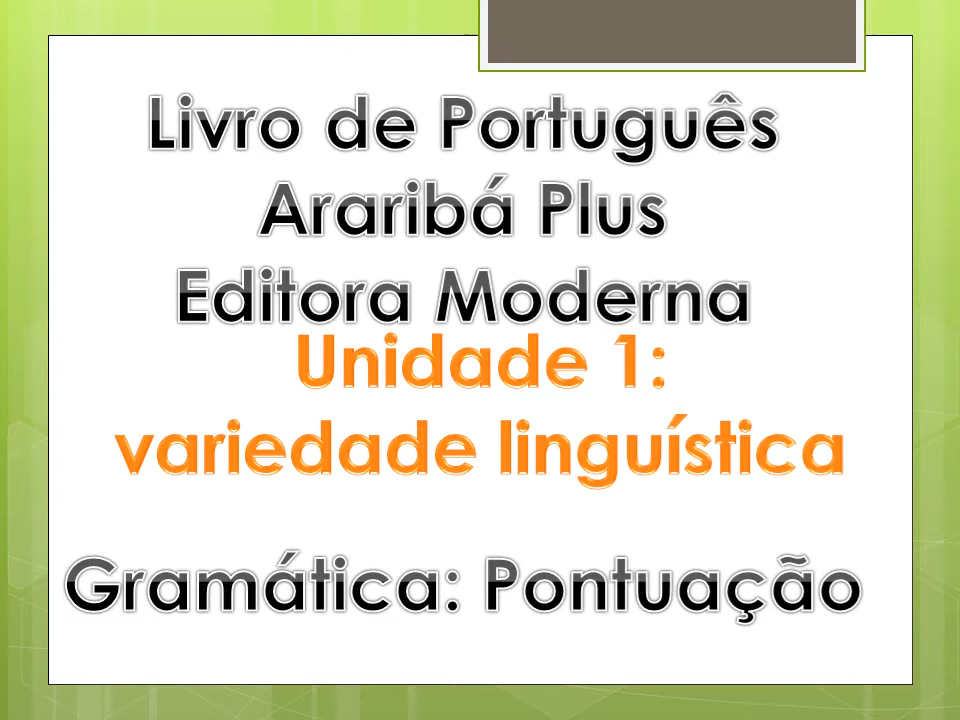 Livro de Português
Araribá Plus
Editora Moderna
Unidade 1:
variedade linguística
Gramática: Pontuação